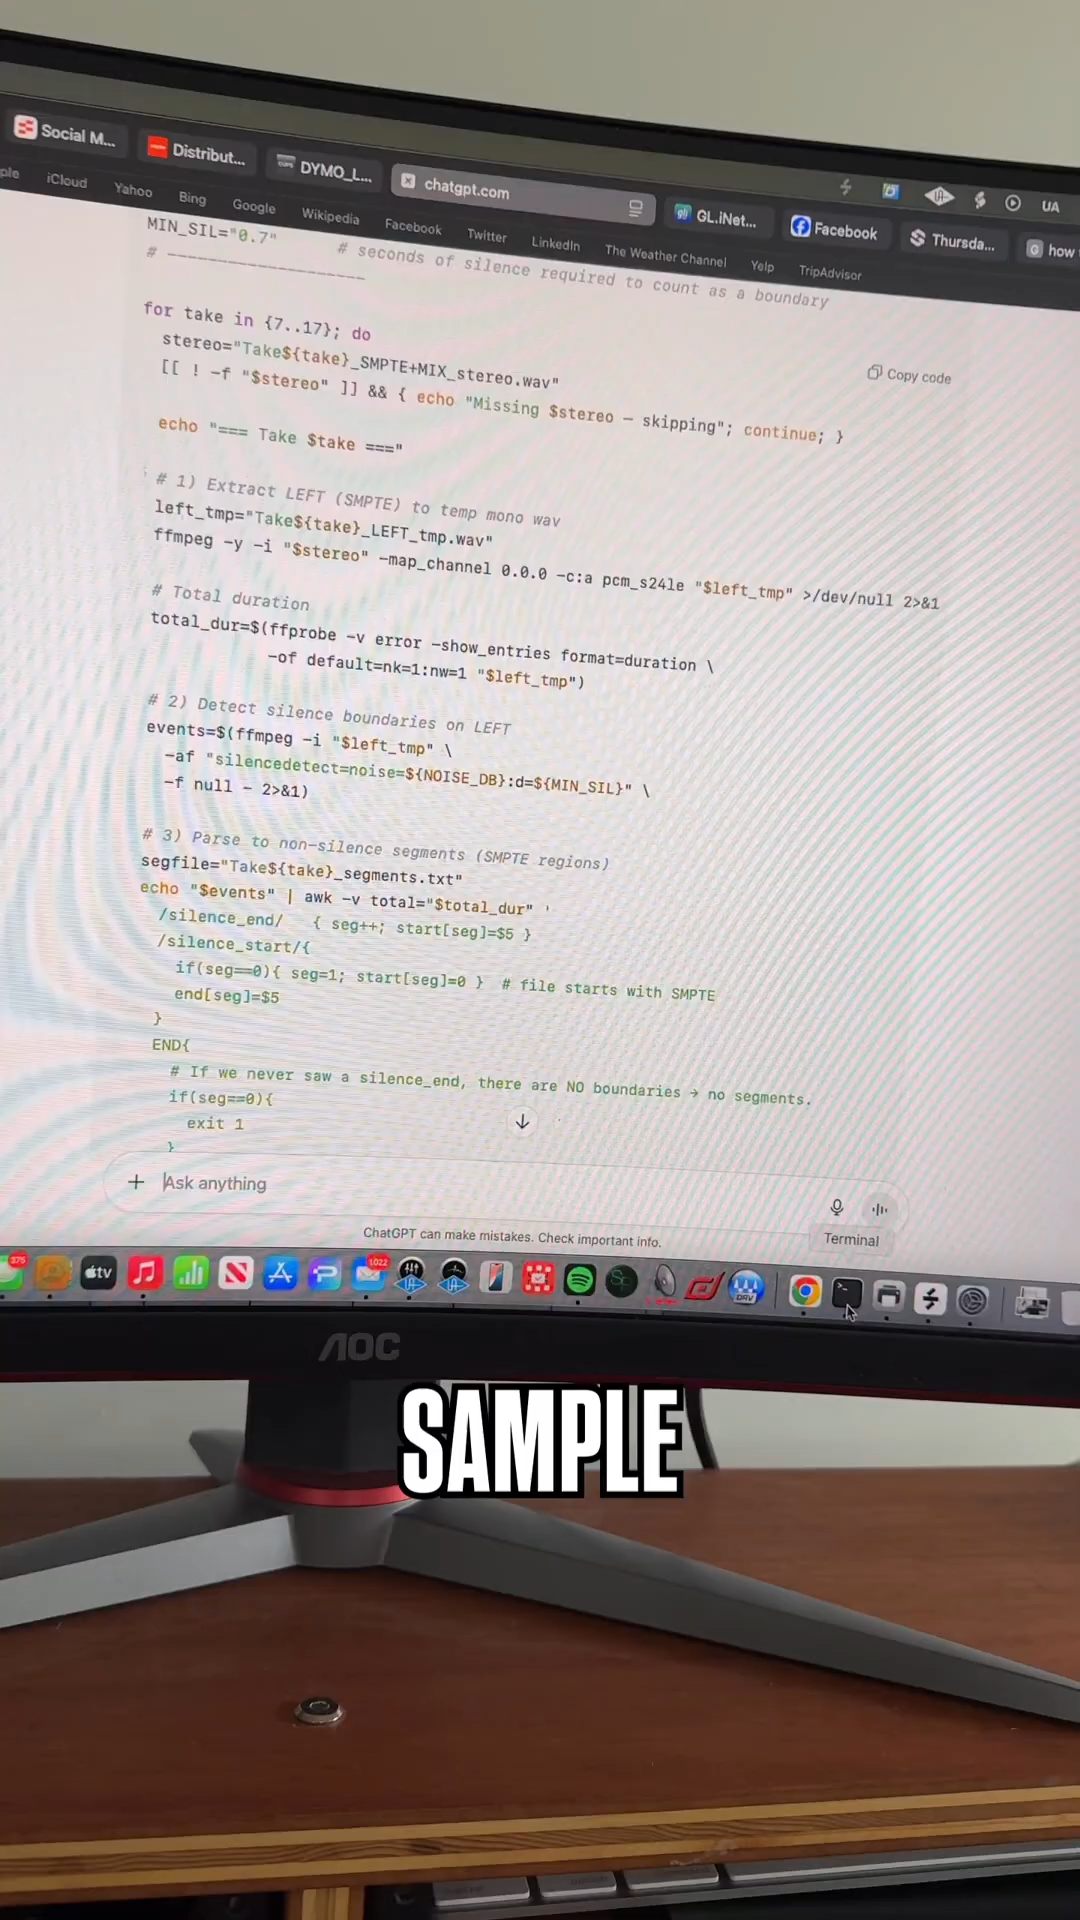 Social M...
Distribut...
DYMO_L...
chatgpt.com
GL.iNet...
Facebook
Thursda...
how
UA
ple
iCloud
Yahoo
Bing
Google
Wikipedia
Facebook
Twitter
LinkedIn
The Weather Channel
Yelp
TripAdvisor
MIN_SIL="0.7" # seconds of silence required to count as a boundary
# ————————————————————
Copy code
for take in {7..17}; do
stereo="Take${take}_SMPTE+MIX_stereo.wav"
[[ ! -f "$stereo" ]] && { echo "Missing $stereo — skipping"; continue; }
echo "=== Take $take ==="
# 1) Extract LEFT (SMPTE) to temp mono wav
left_tmp="Take${take}_LEFT_tmp.wav"
ffmpeg -y -i "$stereo" -map_channel 0.0.0 -c:a pcm_s24le "$left_tmp" >/dev/null 2>&1
# Total duration
total_dur=$(ffprobe -v error -show_entries format=duration \
-of default=nk=1:nw=1 "$left_tmp")
# 2) Detect silence boundaries on LEFT
events=$(ffmpeg -i "$left_tmp" \
-af "silencedetect=noise=${NOISE_DB}:d=${MIN_SIL}" \
-f null - 2>&1)
# 3) Parse to non-silence segments (SMPTE regions)
segfile="Take${take}_segments.txt"
echo "$events" | awk -v total="$total_dur" '
/silence_end/ { seg++; start[seg]=$5 }
/silence_start/{
if(seg==0){ seg=1; start[seg]=0 } # file starts with SMPTE
end[seg]=$5
}
END{
# If we never saw a silence_end, there are NO boundaries → no segments.
if(seg==0){
exit 1
}
Ask anything
ChatGPT can make mistakes. Check important info.
Terminal
375
tv
1022
DRV
AOC
SAMPLE